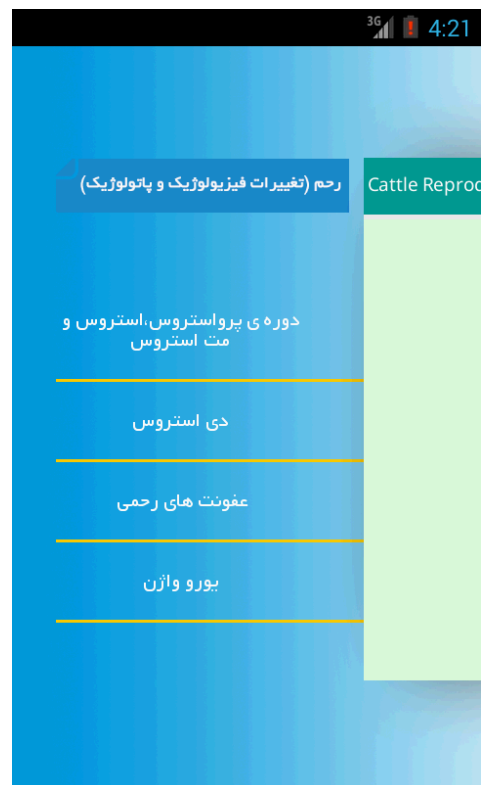 3G 4:21
رحم (تغییرات فیزیولوژیک و پاتولوژیک)
Cattle Reproc
دوره ی پرواستروس،استروس و
مت استروس
دی استروس
عفونت های رحمی
یورو واژن